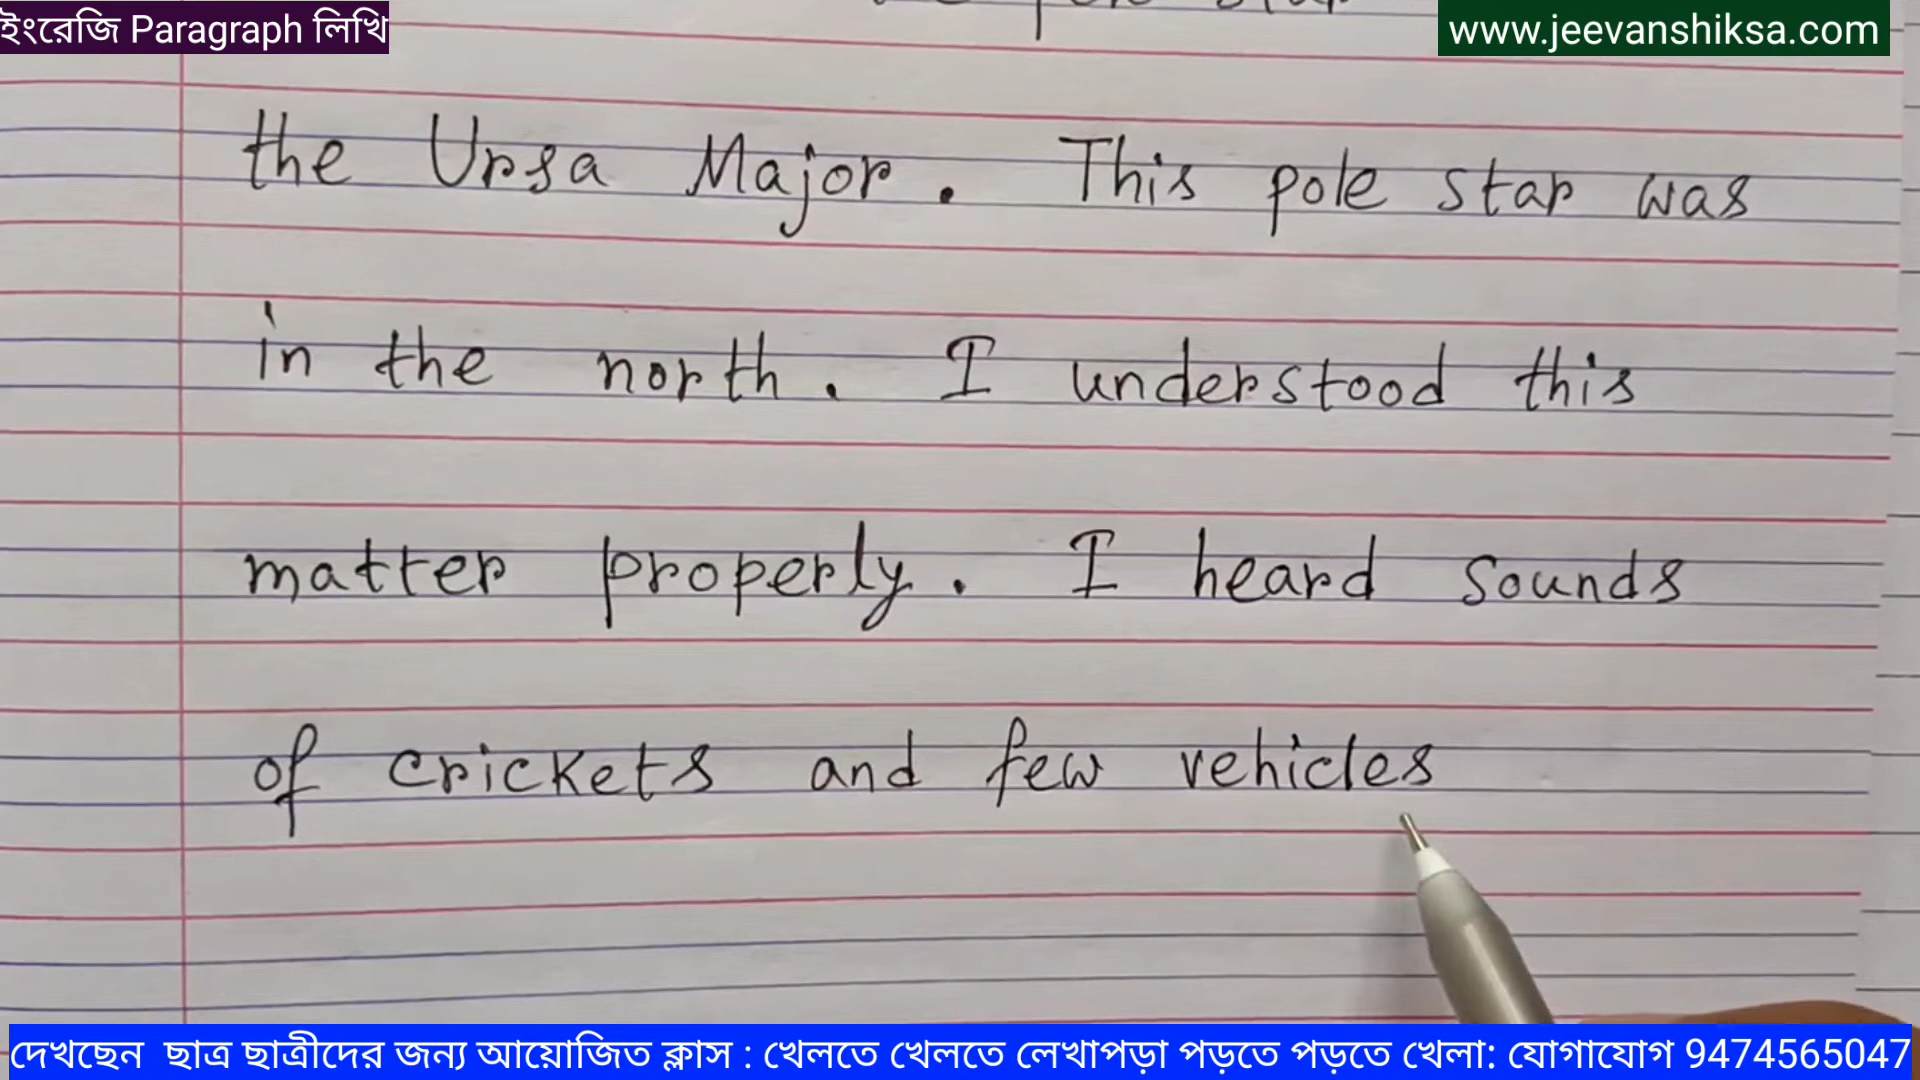 ইংরেজি Paragraph লিখি
www.jeevanshiksa.com
the Ursa Major. This pole star was
in the north. I understood this
matter properly. I heard sounds
of crickets and few vehicles
দেখছেন ছাত্র ছাত্রীদের জন্য আয়োজিত ক্লাস : খেলতে খেলতে লেখাপড়া পড়তে পড়তে খেলা: যোগাযোগ 9474565047